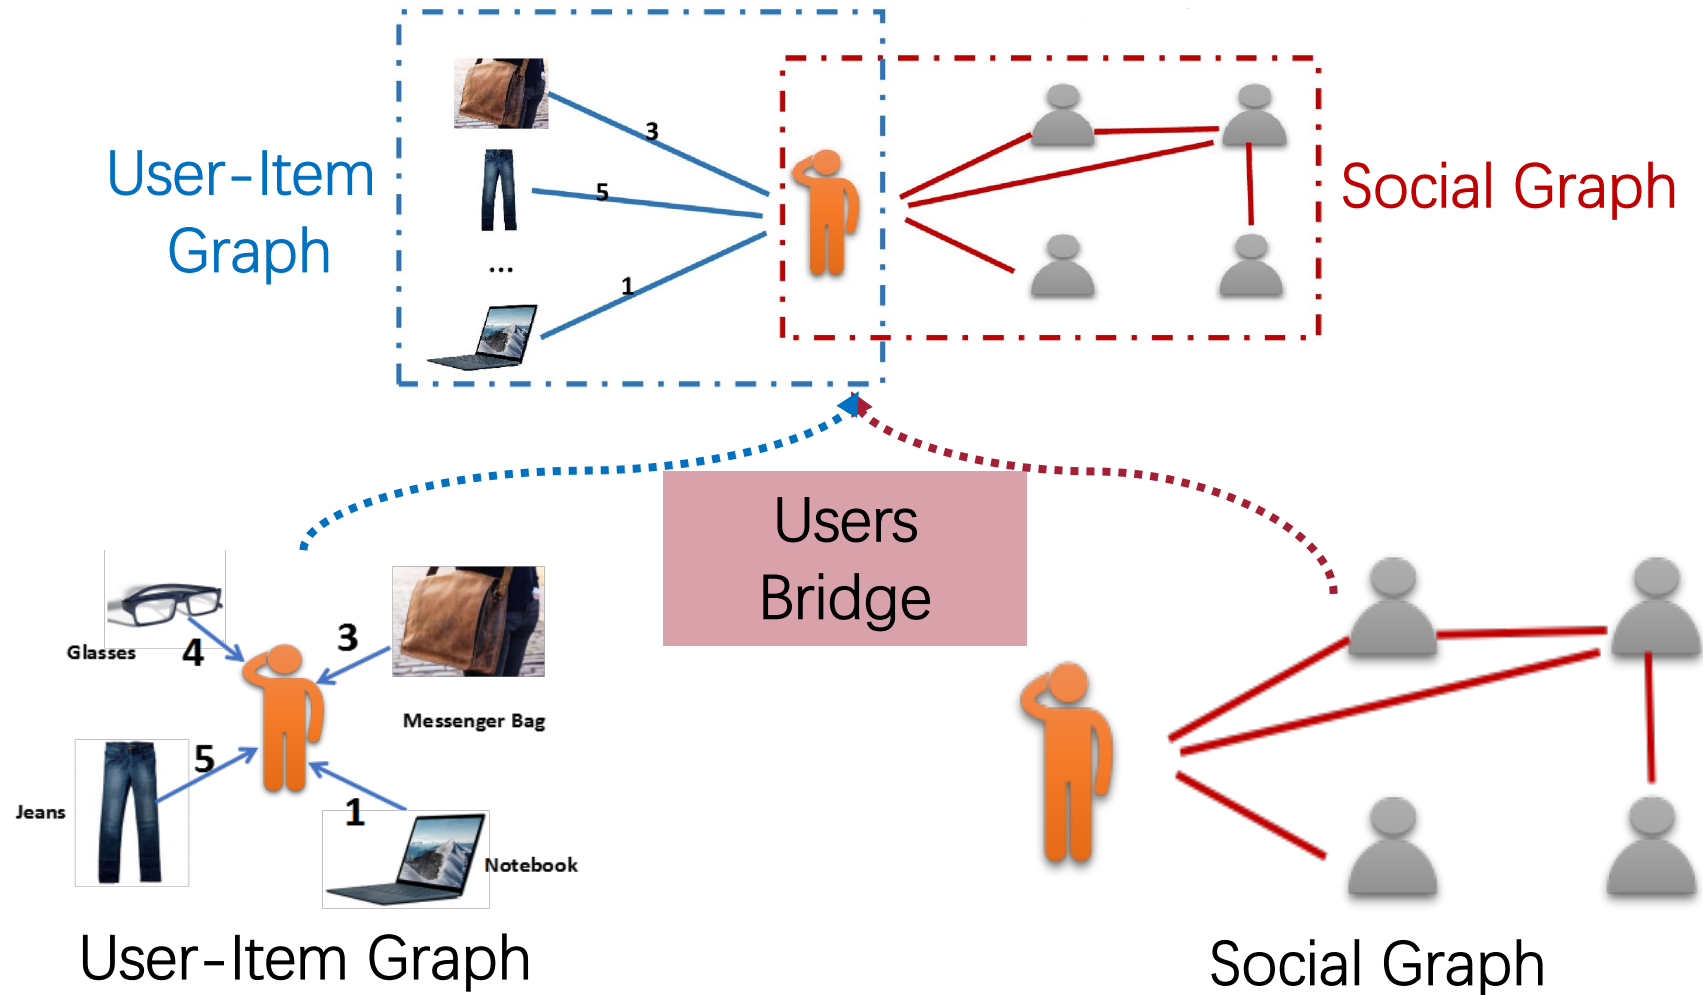 3
User-Item
Graph
5
Social Graph
...
1
Users
Bridge
Glasses
4
3
Messenger Bag
5
Jeans
1
Notebook
User-Item Graph
Social Graph